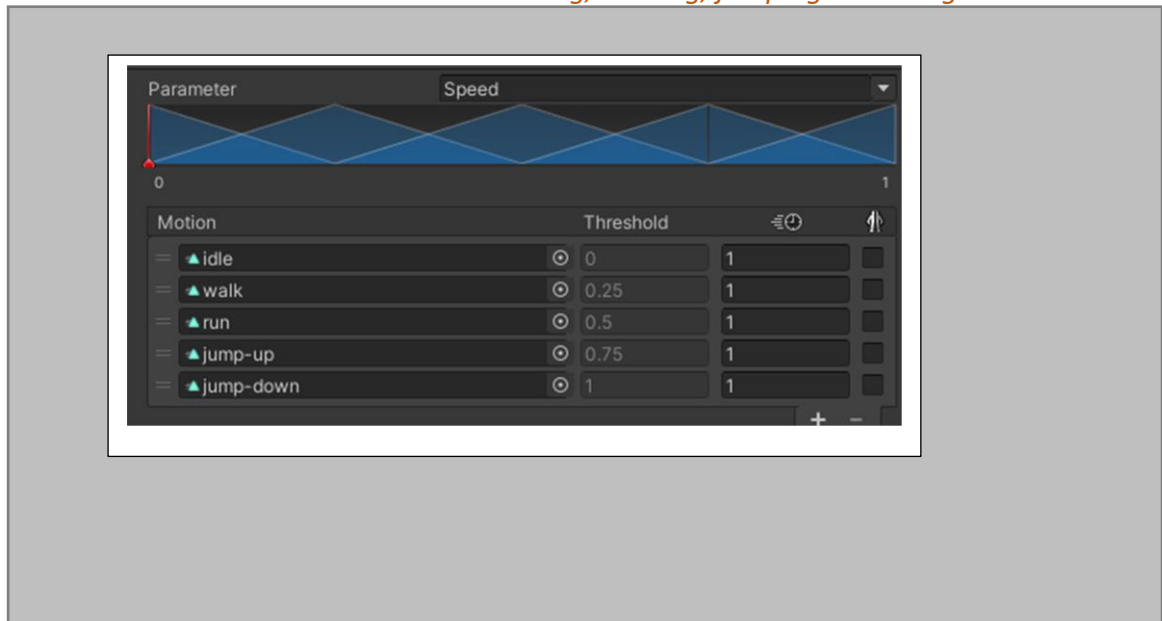 Parameter Speed
0 1
Motion Threshold
idle 0 1
walk 0.25 1
run 0.5 1
jump-up 0.75 1
jump-down 1 1
+ −